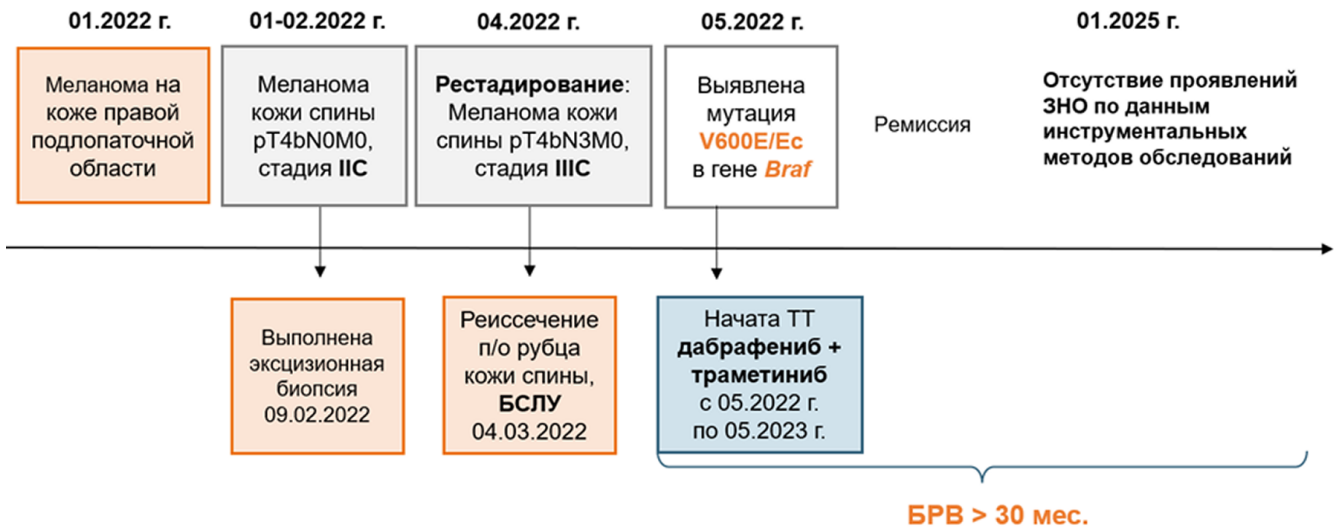 01.2022 г.
01-02.2022 г.
04.2022 г.
05.2022 г.
01.2025 г.
Меланома на
коже правой
подлопаточной
области
Меланома
кожи спины
pT4bN0M0,
стадия IIC
Рестадирование:
Меланома кожи
спины pT4bN3M0,
стадия IIIC
Выявлена
мутация
V600E/Ec
в гене Braf
Ремиссия
Отсутствие проявлений
ЗНО по данным
инструментальных
методов обследований
Выполнена
эксцизионная
биопсия
09.02.2022
Реиссечение
п/о рубца
кожи спины,
БСЛУ
04.03.2022
Начата ТТ
дабрафениб +
траметиниб
с 05.2022 г.
по 05.2023 г.
БРВ > 30 мес.